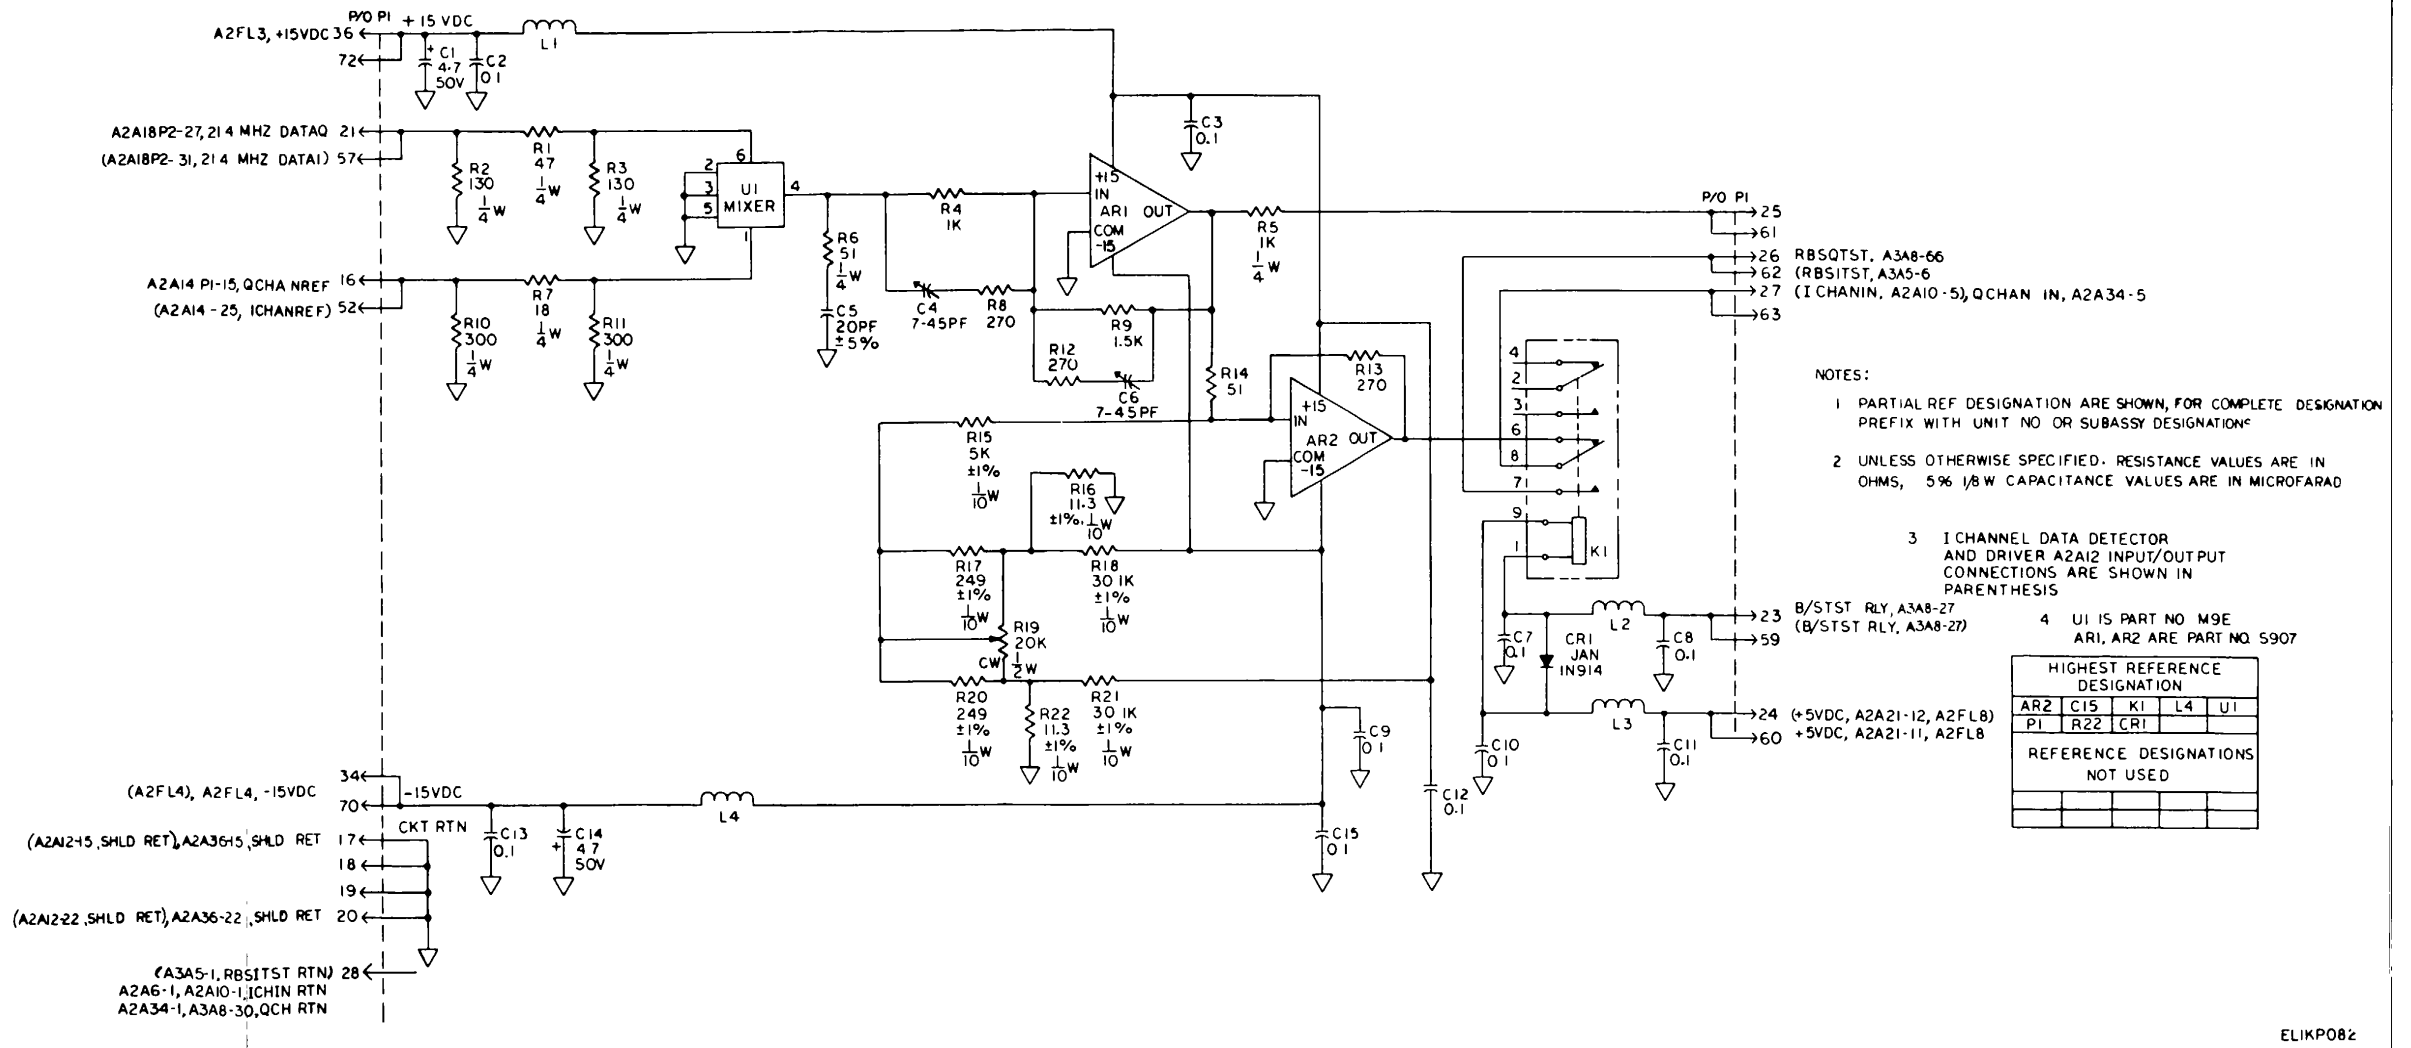 P/O P1
+15 VDC
A2FL3, +15VDC 36
72
L1
+
C1
4.7
50V
C2
0.1
A2A18P2-27, 21.4 MHZ DATAQ 21
(A2A18P2-31, 21.4 MHZ DATAI) 57
R2
130
1/4 W
R1
47
1/4 W
R3
130
1/4 W
6
2
3
5
U1
MIXER
4
1
A2A14 P1-15, QCHANREF 16
(A2A14-25, ICHANREF) 52
R10
300
1/4 W
R7
18
1/4 W
R11
300
1/4 W
R6
51
1/4 W
C5
20PF
±5%
R4
1K
C4
7-45PF
R8
270
C3
0.1
+15
IN
AR1
OUT
COM
-15
R5
1K
1/4 W
R9
1.5K
R12
270
C6
7-45PF
R14
51
R13
270
+15
IN
AR2
OUT
COM
-15
R15
5K
±1%
1/10 W
R16
11.3
±1%, 1/10 W
R17
249
±1%
1/10 W
R18
30.1K
±1%
1/10 W
R19
20K
1/2 W
CW
R20
249
±1%
1/10 W
R22
11.3
±1%
1/10 W
R21
30.1K
±1%
1/10 W
C9
0.1
C12
0.1
C15
0.1
P/O P1
25
61
26 RBSQTST, A3A8-66
62 (RBSITST, A3A5-6
27 (I CHANIN, A2A10-5), QCHAN IN, A2A34-5
63
4
2
3
6
8
7
9
1
K1
C7
0.1
CR1
JAN
1N914
L2
C8
0.1
23 B/STST RLY, A3A8-27
(B/STST RLY, A3A8-27)
59
C10
0.1
L3
C11
0.1
24 (+5VDC, A2A21-12, A2FL8)
60 +5VDC, A2A21-11, A2FL8
34
(A2FL4), A2FL4, -15VDC 70
-15VDC
CKT RTN
C13
0.1
C14
4.7
50V
+
L4
(A2A12-15, SHLD RET), A2A36-15, SHLD RET 17
18
19
(A2A12-22, SHLD RET), A2A36-22, SHLD RET 20
(A3A5-1, RBSITST RTN) 28
A2A6-1, A2A10-1, ICHIN RTN
A2A34-1, A3A8-30, QCH RTN
NOTES:
1 PARTIAL REF DESIGNATION ARE SHOWN, FOR COMPLETE DESIGNATION
PREFIX WITH UNIT NO OR SUBASSY DESIGNATION
2 UNLESS OTHERWISE SPECIFIED. RESISTANCE VALUES ARE IN
OHMS, 5% 1/8 W CAPACITANCE VALUES ARE IN MICROFARAD
3 I CHANNEL DATA DETECTOR
AND DRIVER A2A12 INPUT/OUTPUT
CONNECTIONS ARE SHOWN IN
PARENTHESIS
4 U1 IS PART NO M9E
AR1, AR2 ARE PART NO. 5907
HIGHEST REFERENCE
DESIGNATION
AR2 C15 K1 L4 U1
P1 R22 CR1
REFERENCE DESIGNATIONS
NOT USED
ELIKP082